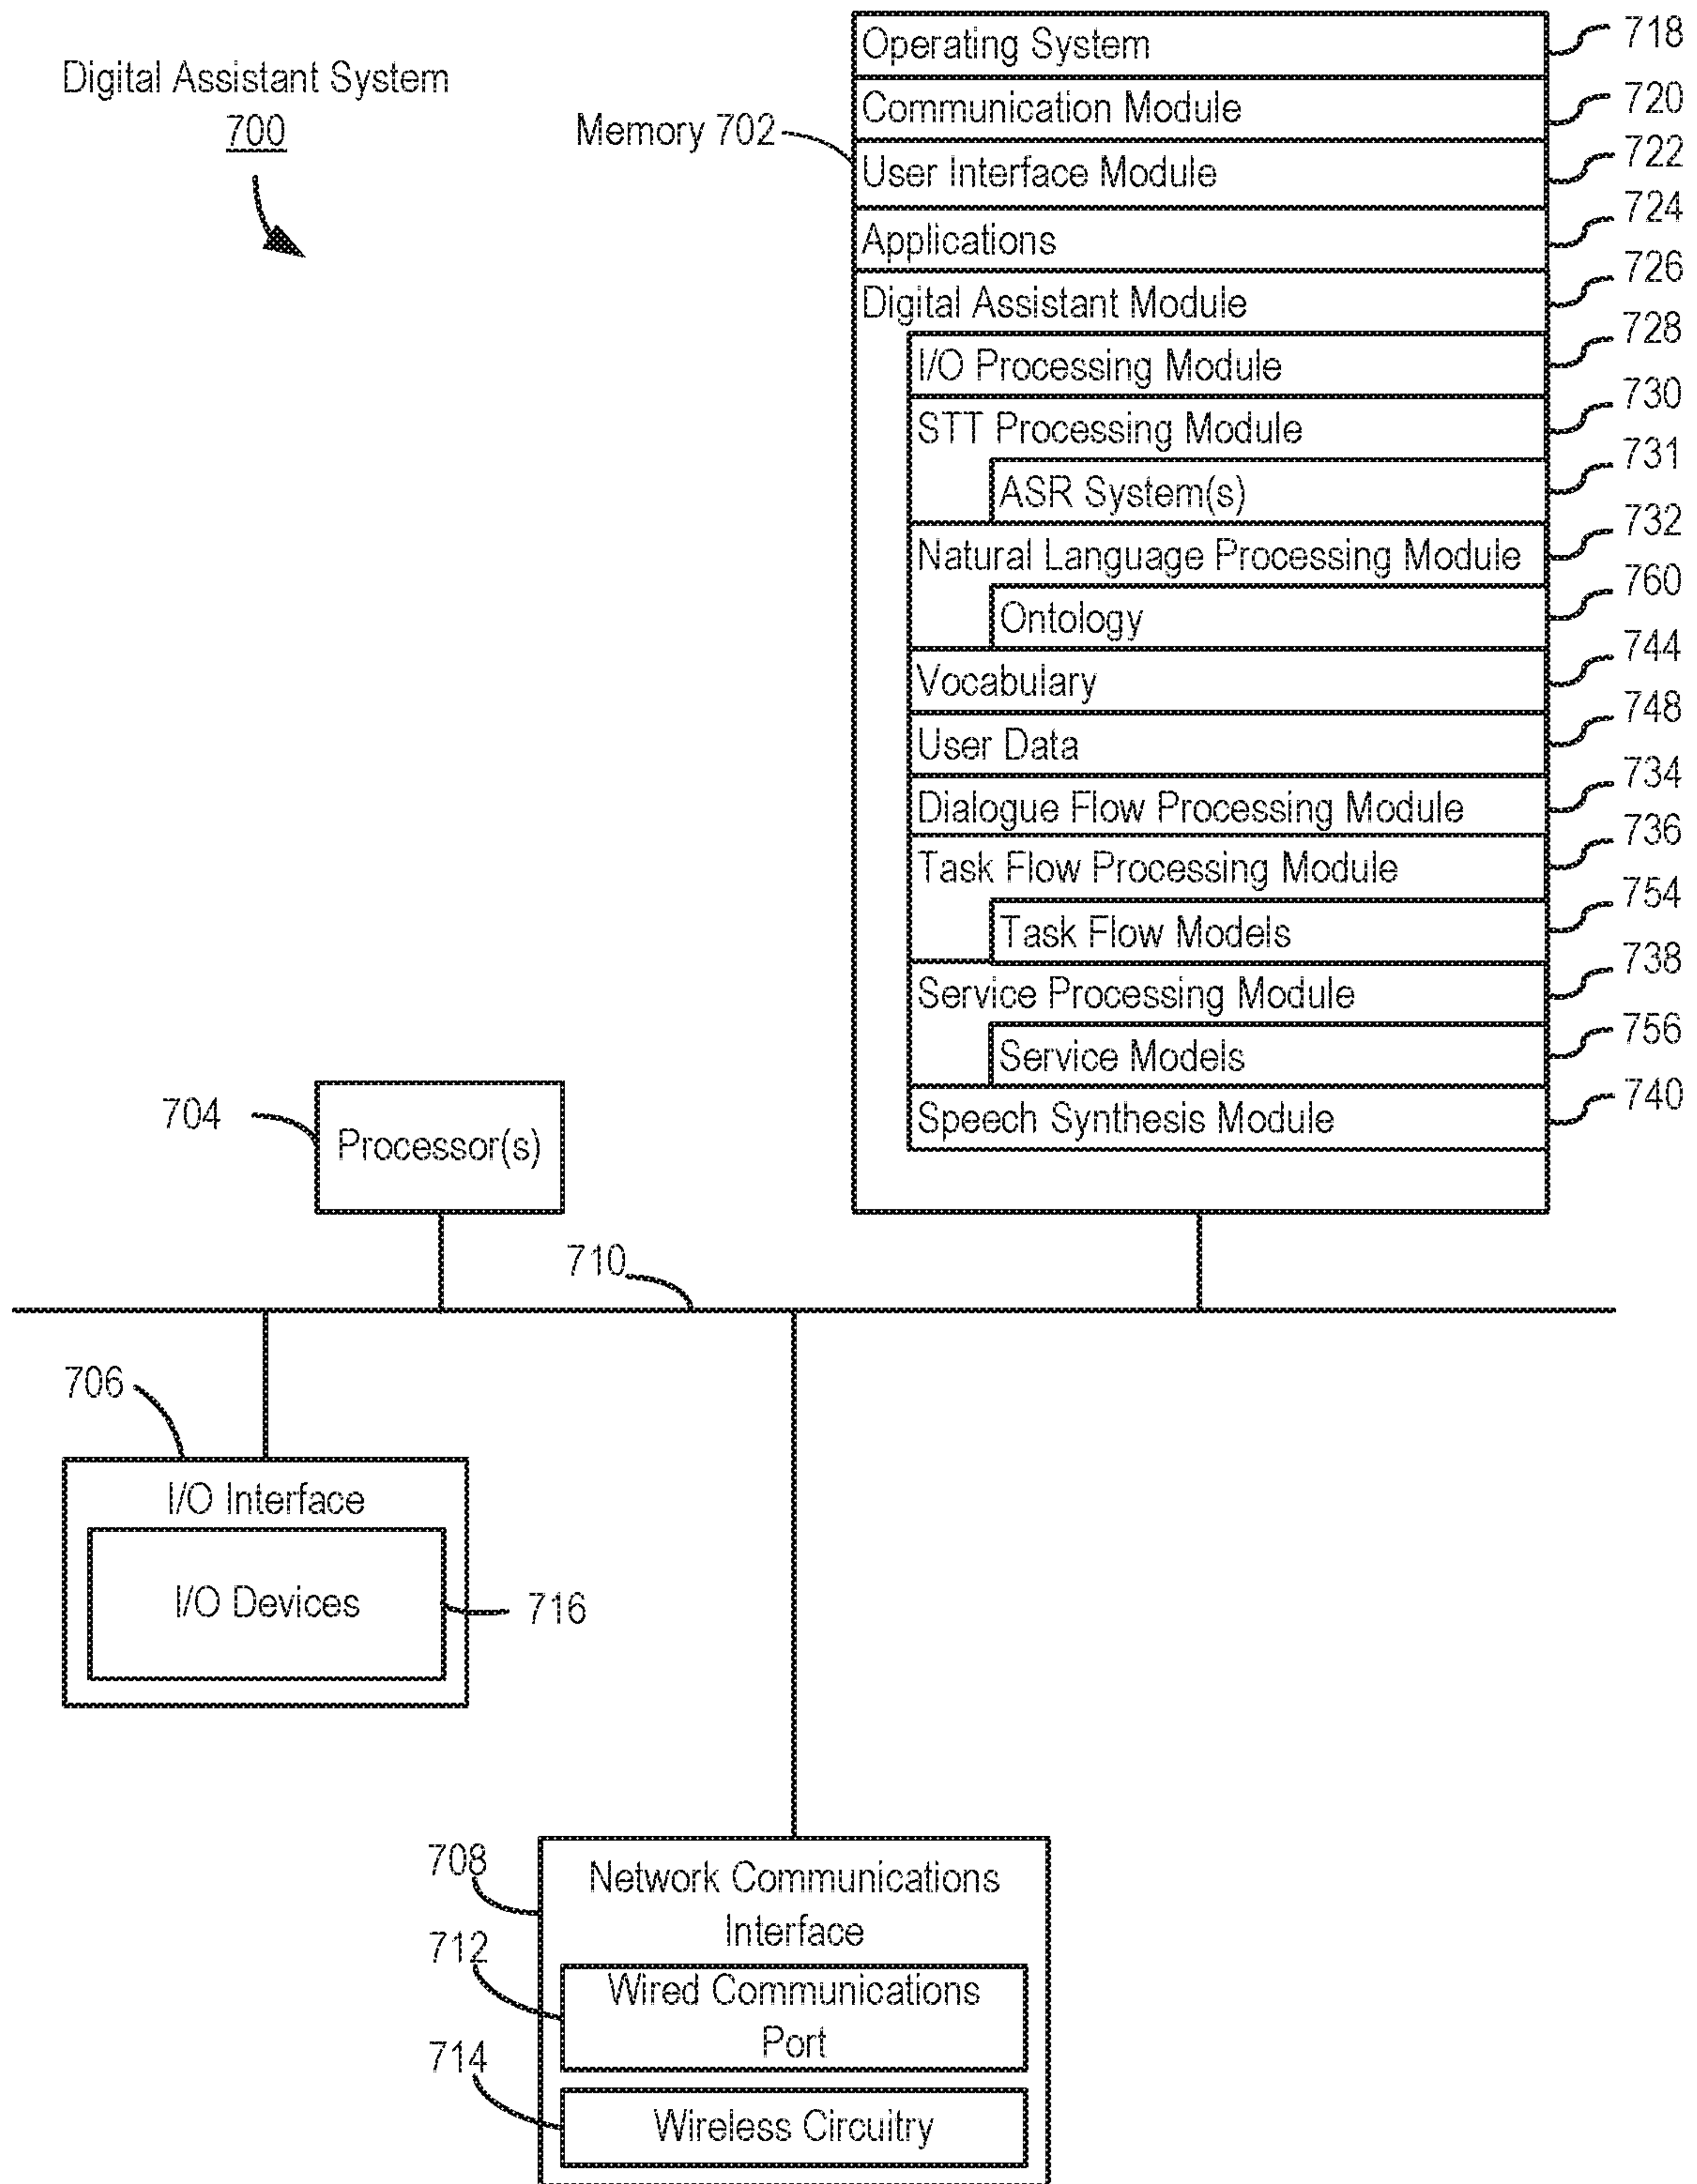 Digital Assistant System
700
Memory 702
Operating System
718
Communication Module
720
User Interface Module
722
Applications
724
Digital Assistant Module
726
I/O Processing Module
728
STT Processing Module
730
ASR System(s)
731
Natural Language Processing Module
732
Ontology
760
Vocabulary
744
User Data
748
Dialogue Flow Processing Module
734
Task Flow Processing Module
736
Task Flow Models
754
Service Processing Module
738
Service Models
756
Speech Synthesis Module
740
704
Processor(s)
710
706
I/O Interface
I/O Devices
716
708
Network Communications
Interface
712
Wired Communications
Port
714
Wireless Circuitry